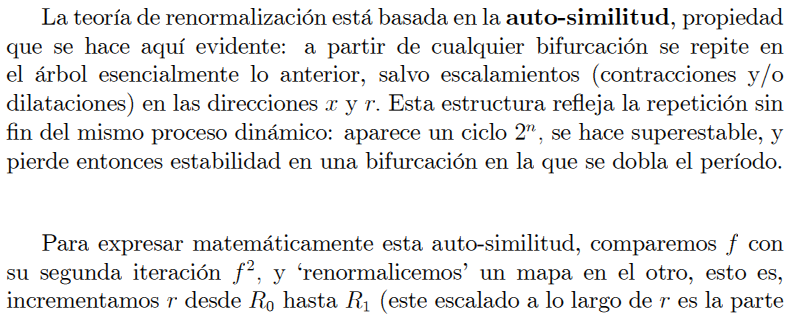 La teoría de renormalización está basada en la auto-similitud, propiedad
que se hace aquí evidente: a partir de cualquier bifurcación se repite en
el árbol esencialmente lo anterior, salvo escalamientos (contracciones y/o
dilataciones) en las direcciones x y r. Esta estructura refleja la repetición sin
fin del mismo proceso dinámico: aparece un ciclo 2ⁿ, se hace superestable, y
pierde entonces estabilidad en una bifurcación en la que se dobla el período.
Para expresar matemáticamente esta auto-similitud, comparemos f con
su segunda iteración f², y ‘renormalicemos’ un mapa en el otro, esto es,
incrementamos r desde R₀ hasta R₁ (este escalado a lo largo de r es la parte